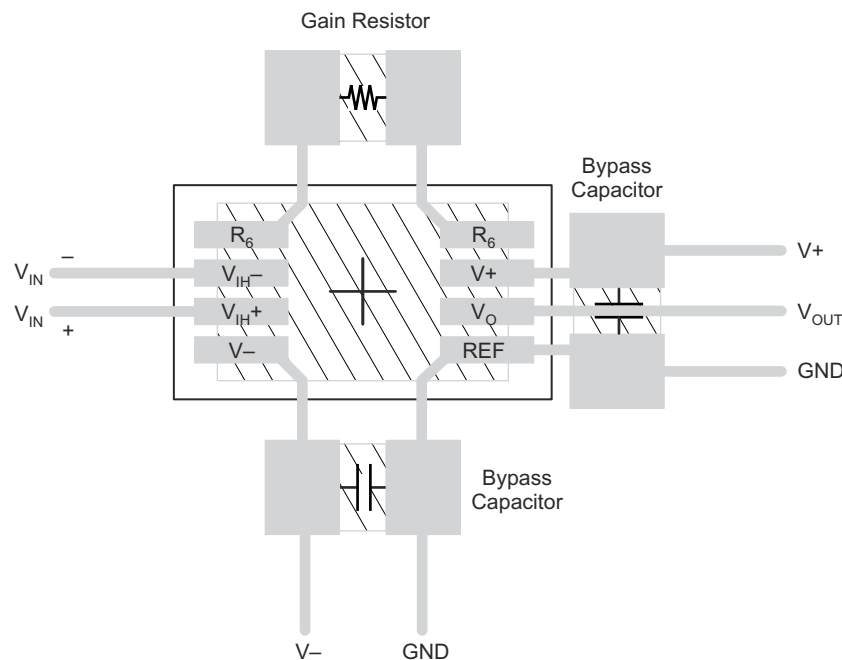 Gain Resistor
Bypass
Capacitor
R6
R6
V+
–
VIN
VIH–
V+
VIN
+
VIH+
VO
VOUT
V–
REF
GND
Bypass
Capacitor
V–
GND